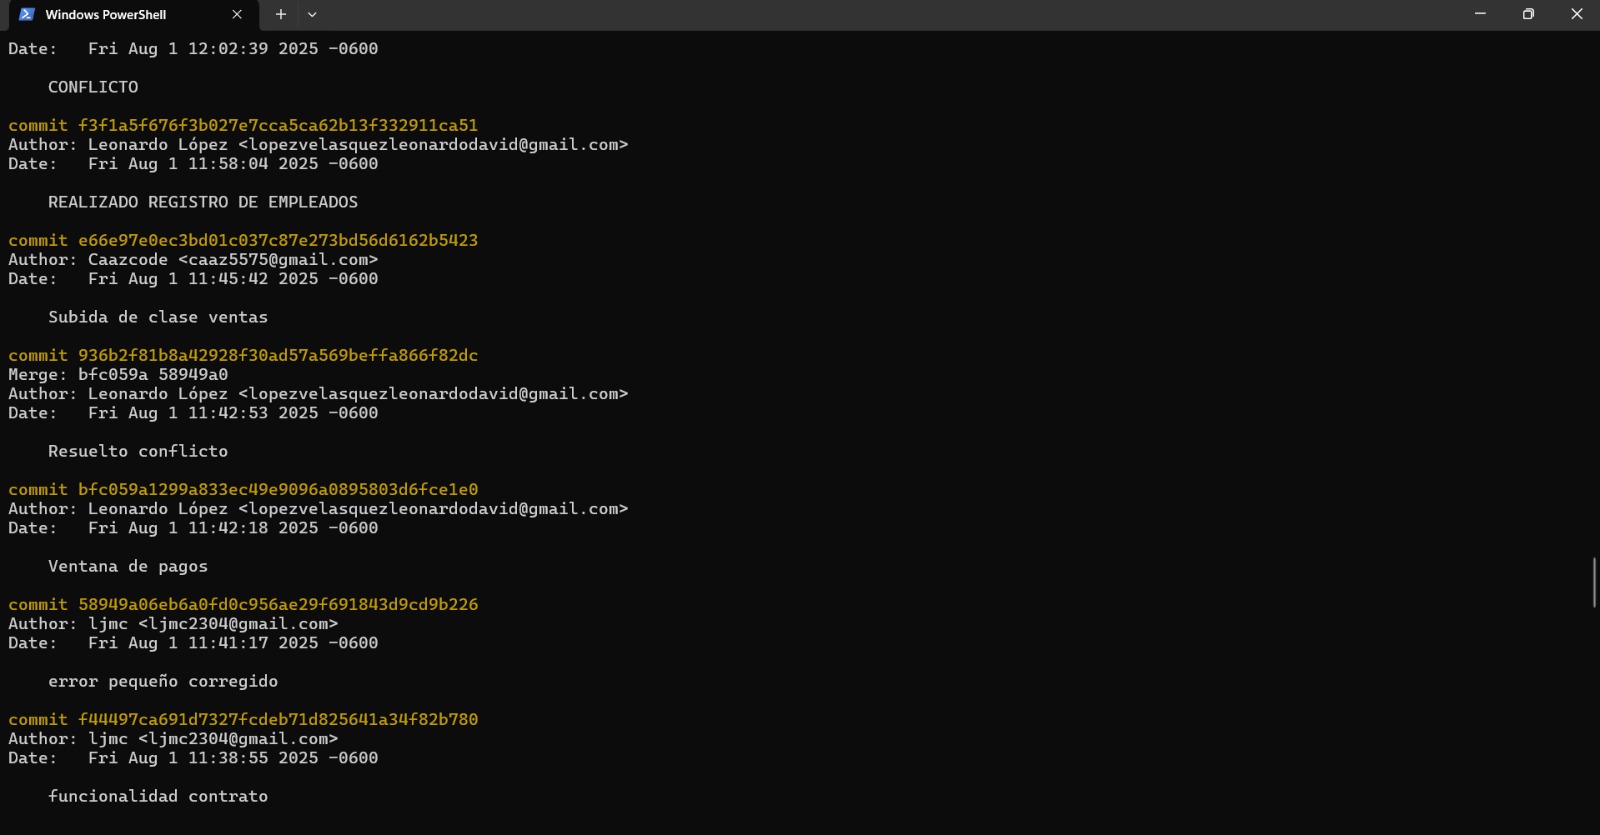 Windows PowerShell
Date:   Fri Aug 1 12:02:39 2025 -0600
CONFLICTO
commit f3f1a5f676f3b027e7cca5ca62b13f332911ca51
Author: Leonardo López <lopezvelasquezleonardodavid@gmail.com>
Date:   Fri Aug 1 11:58:04 2025 -0600
REALIZADO REGISTRO DE EMPLEADOS
commit e66e97e0ec3bd01c037c87e273bd56d6162b5423
Author: Caazcode <caaz5575@gmail.com>
Date:   Fri Aug 1 11:45:42 2025 -0600
Subida de clase ventas
commit 936b2f81b8a42928f30ad57a569beffa866f82dc
Merge: bfc059a 58949a0
Author: Leonardo López <lopezvelasquezleonardodavid@gmail.com>
Date:   Fri Aug 1 11:42:53 2025 -0600
Resuelto conflicto
commit bfc059a1299a833ec49e9096a0895803d6fce1e0
Author: Leonardo López <lopezvelasquezleonardodavid@gmail.com>
Date:   Fri Aug 1 11:42:18 2025 -0600
Ventana de pagos
commit 58949a06eb6a0fd0c956ae29f691843d9cd9b226
Author: ljmc <ljmc2304@gmail.com>
Date:   Fri Aug 1 11:41:17 2025 -0600
error pequeño corregido
commit f44497ca691d7327fcdeb71d825641a34f82b780
Author: ljmc <ljmc2304@gmail.com>
Date:   Fri Aug 1 11:38:55 2025 -0600
funcionalidad contrato